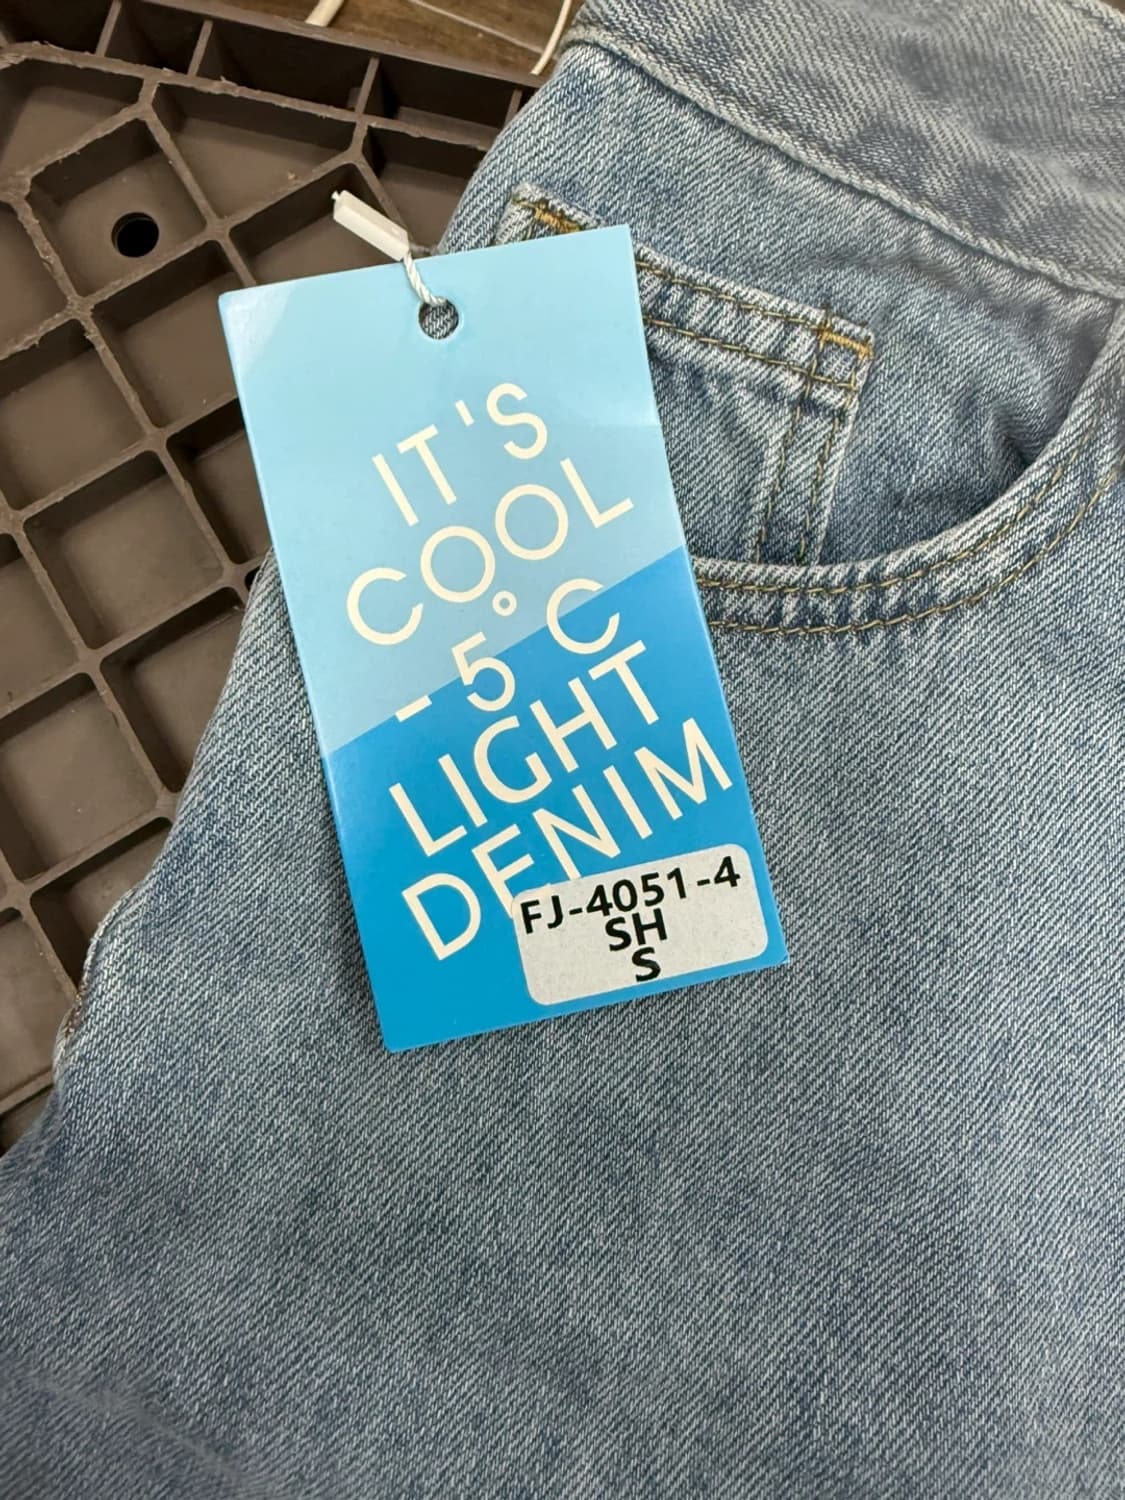 IT'S
COOL
-5°C
LIGHT
DENIM
FJ-4051-4
SH
S